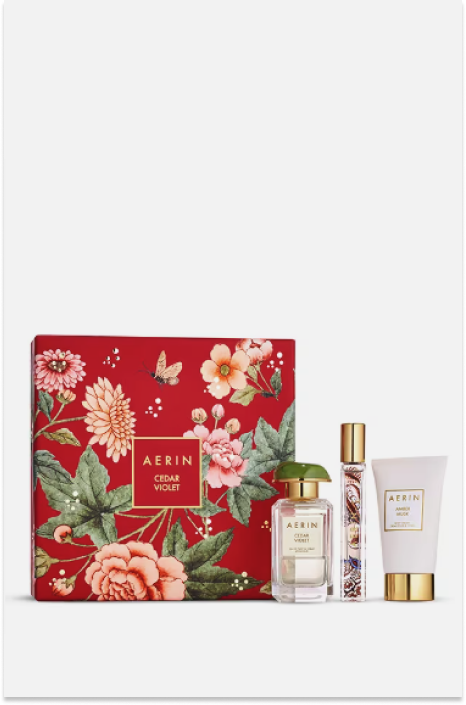 AERIN
CEDAR
VIOLET
AERIN
CEDAR
VIOLET
AERIN
AMBER
MUSK